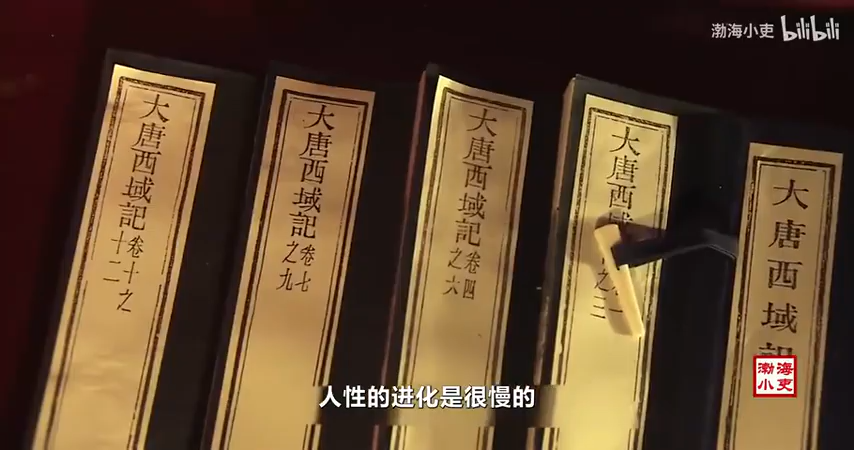 渤海小吏 bilibili
大唐西域記
大唐西
大唐西域記卷四
之六
大唐西域記卷七
之九
大唐西域記卷十之
十二
之三
渤海
小吏
人性的进化是很慢的